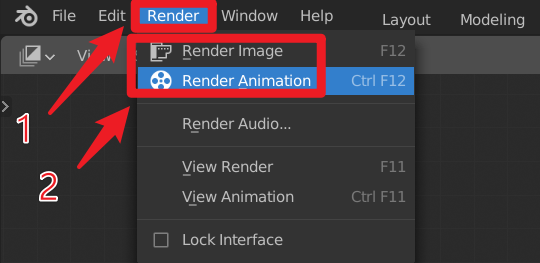 File Edit Render Window Help Layout Modeling
Render Image F12
Render Animation Ctrl F12
1
Render Audio...
2
View Render F11
View Animation Ctrl F11
Lock Interface